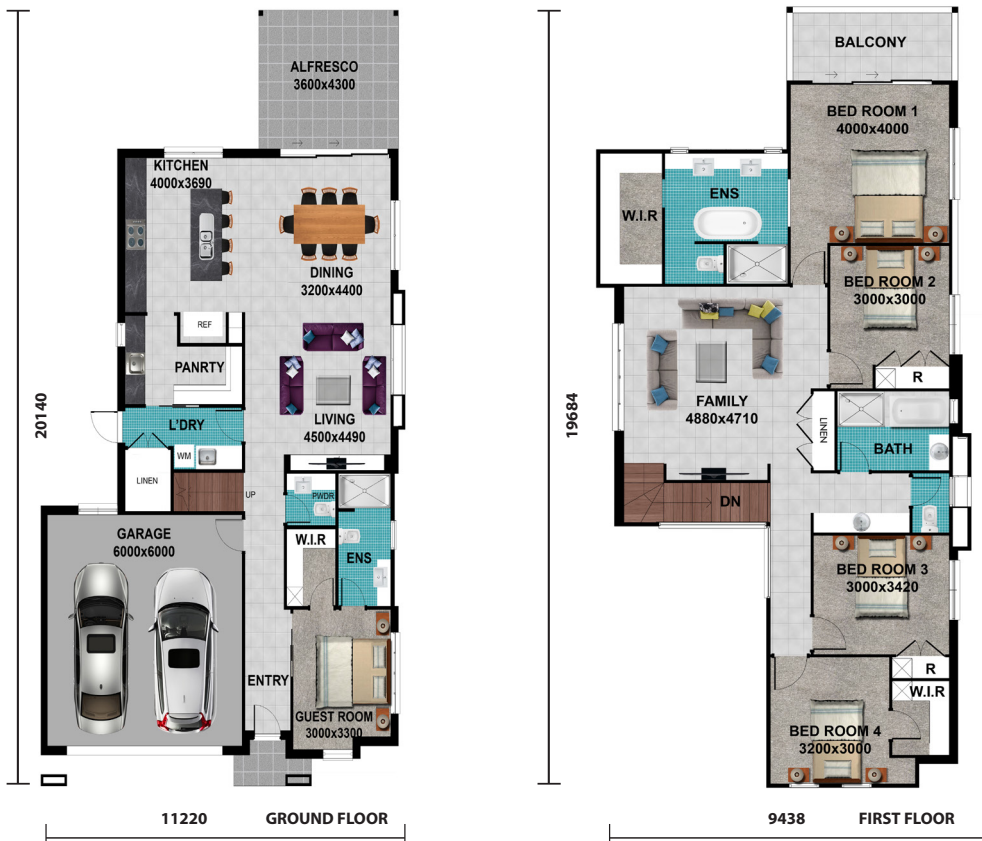 ALFRESCO
3600x4300
KITCHEN
4000x3690
DINING
3200x4400
REF
PANRTY
LIVING
4500x4490
L'DRY
WM
LINEN
UP
PWDR
GARAGE
6000x6000
W.I.R
ENS
ENTRY
GUEST ROOM
3000x3300
20140
11220
GROUND FLOOR
BALCONY
BED ROOM 1
4000x4000
ENS
W.I.R
BED ROOM 2
3000x3000
R
FAMILY
4880x4710
LINEN
BATH
DN
BED ROOM 3
3000x3420
R
W.I.R
BED ROOM 4
3200x3000
19684
9438
FIRST FLOOR